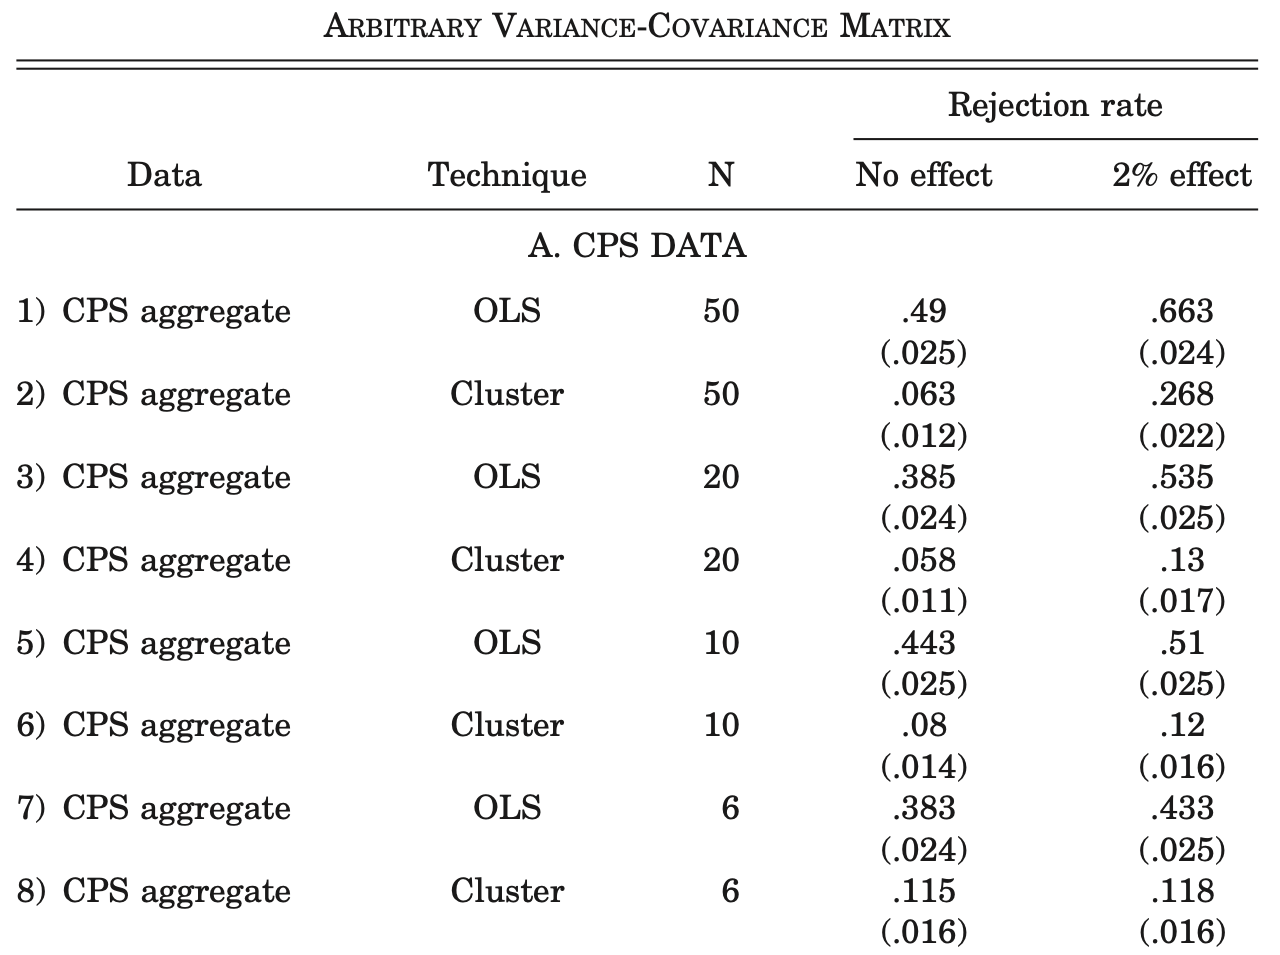 ARBITRARY VARIANCE-COVARIANCE MATRIX
Rejection rate
Data Technique N No effect 2% effect
A. CPS DATA
1) CPS aggregate OLS 50 .49 .663
(.025) (.024)
2) CPS aggregate Cluster 50 .063 .268
(.012) (.022)
3) CPS aggregate OLS 20 .385 .535
(.024) (.025)
4) CPS aggregate Cluster 20 .058 .13
(.011) (.017)
5) CPS aggregate OLS 10 .443 .51
(.025) (.025)
6) CPS aggregate Cluster 10 .08 .12
(.014) (.016)
7) CPS aggregate OLS 6 .383 .433
(.024) (.025)
8) CPS aggregate Cluster 6 .115 .118
(.016) (.016)